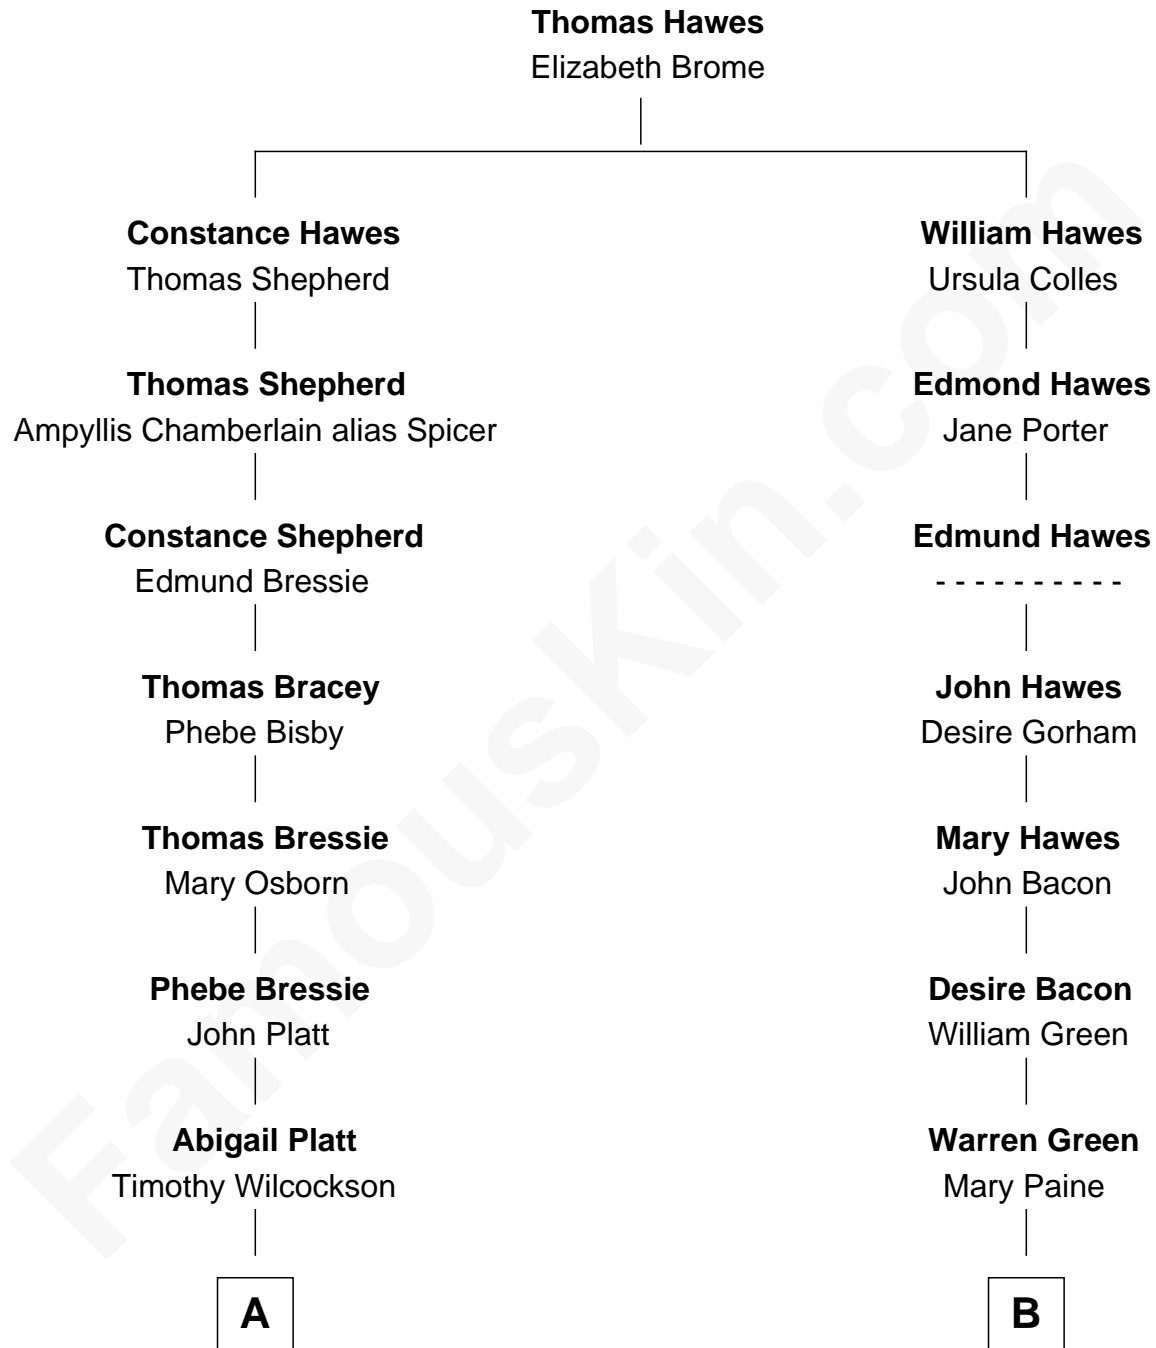 Thomas Hawes
Elizabeth Brome
Constance Hawes
Thomas Shepherd
William Hawes
Ursula Colles
Thomas Shepherd
Ampyllis Chamberlain alias Spicer
Edmond Hawes
Jane Porter
Constance Shepherd
Edmund Bressie
Edmund Hawes
- - - - - - - - - -
Thomas Bracey
Phebe Bisby
John Hawes
Desire Gorham
Thomas Bressie
Mary Osborn
Mary Hawes
John Bacon
Phebe Bressie
John Platt
Desire Bacon
William Green
Abigail Platt
Timothy Wilcockson
Warren Green
Mary Paine
A
B
FamousKin.com